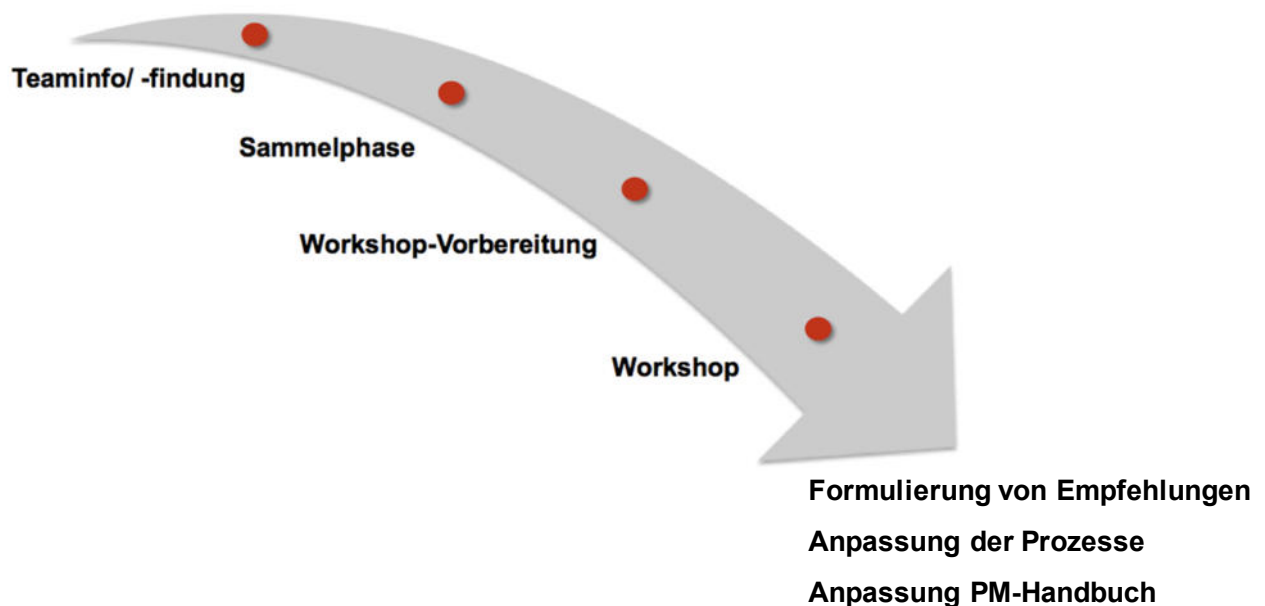 Teaminfo/ -findung
Sammelphase
Workshop-Vorbereitung
Workshop
Formulierung von Empfehlungen
Anpassung der Prozesse
Anpassung PM-Handbuch